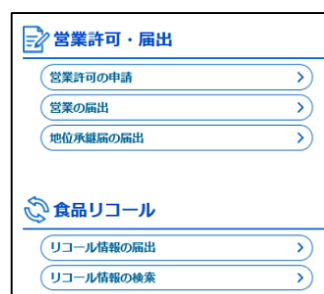 営業許可・届出
営業許可の申請
営業の届出
地位承継届の届出
食品リコール
リコール情報の届出
リコール情報の検索